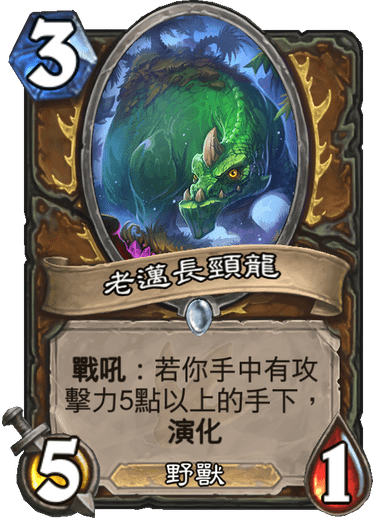 3
老邁長頸龍
戰吼：若你手中有攻
擊力5點以上的手下，
演化
5
野獸
1